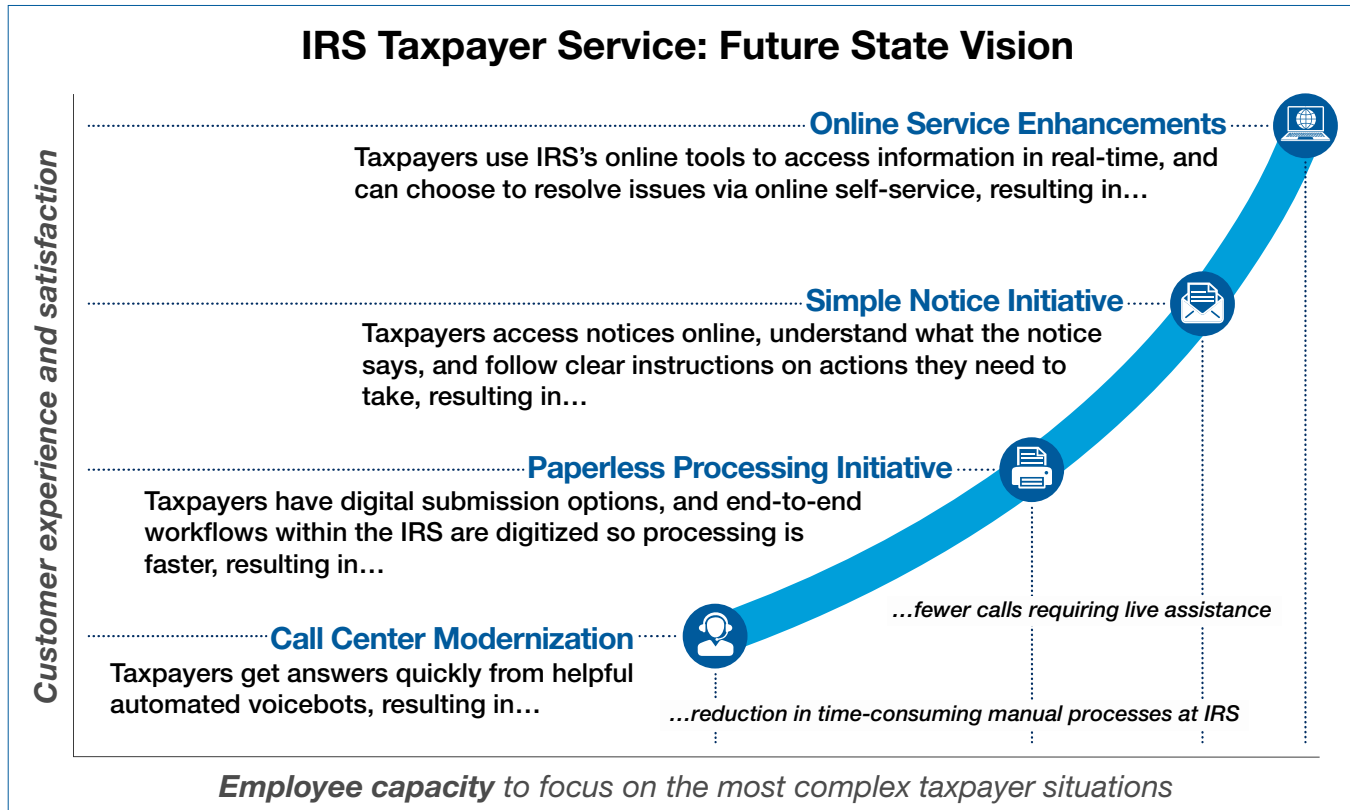 IRS Taxpayer Service: Future State Vision
Customer experience and satisfaction
Online Service Enhancements
Taxpayers use IRS’s online tools to access information in real-time, and
can choose to resolve issues via online self-service, resulting in…
Simple Notice Initiative
Taxpayers access notices online, understand what the notice
says, and follow clear instructions on actions they need to
take, resulting in…
Paperless Processing Initiative
Taxpayers have digital submission options, and end-to-end
workflows within the IRS are digitized so processing is
faster, resulting in…
…fewer calls requiring live assistance
Call Center Modernization
Taxpayers get answers quickly from helpful
automated voicebots, resulting in…
…reduction in time-consuming manual processes at IRS
Employee capacity to focus on the most complex taxpayer situations